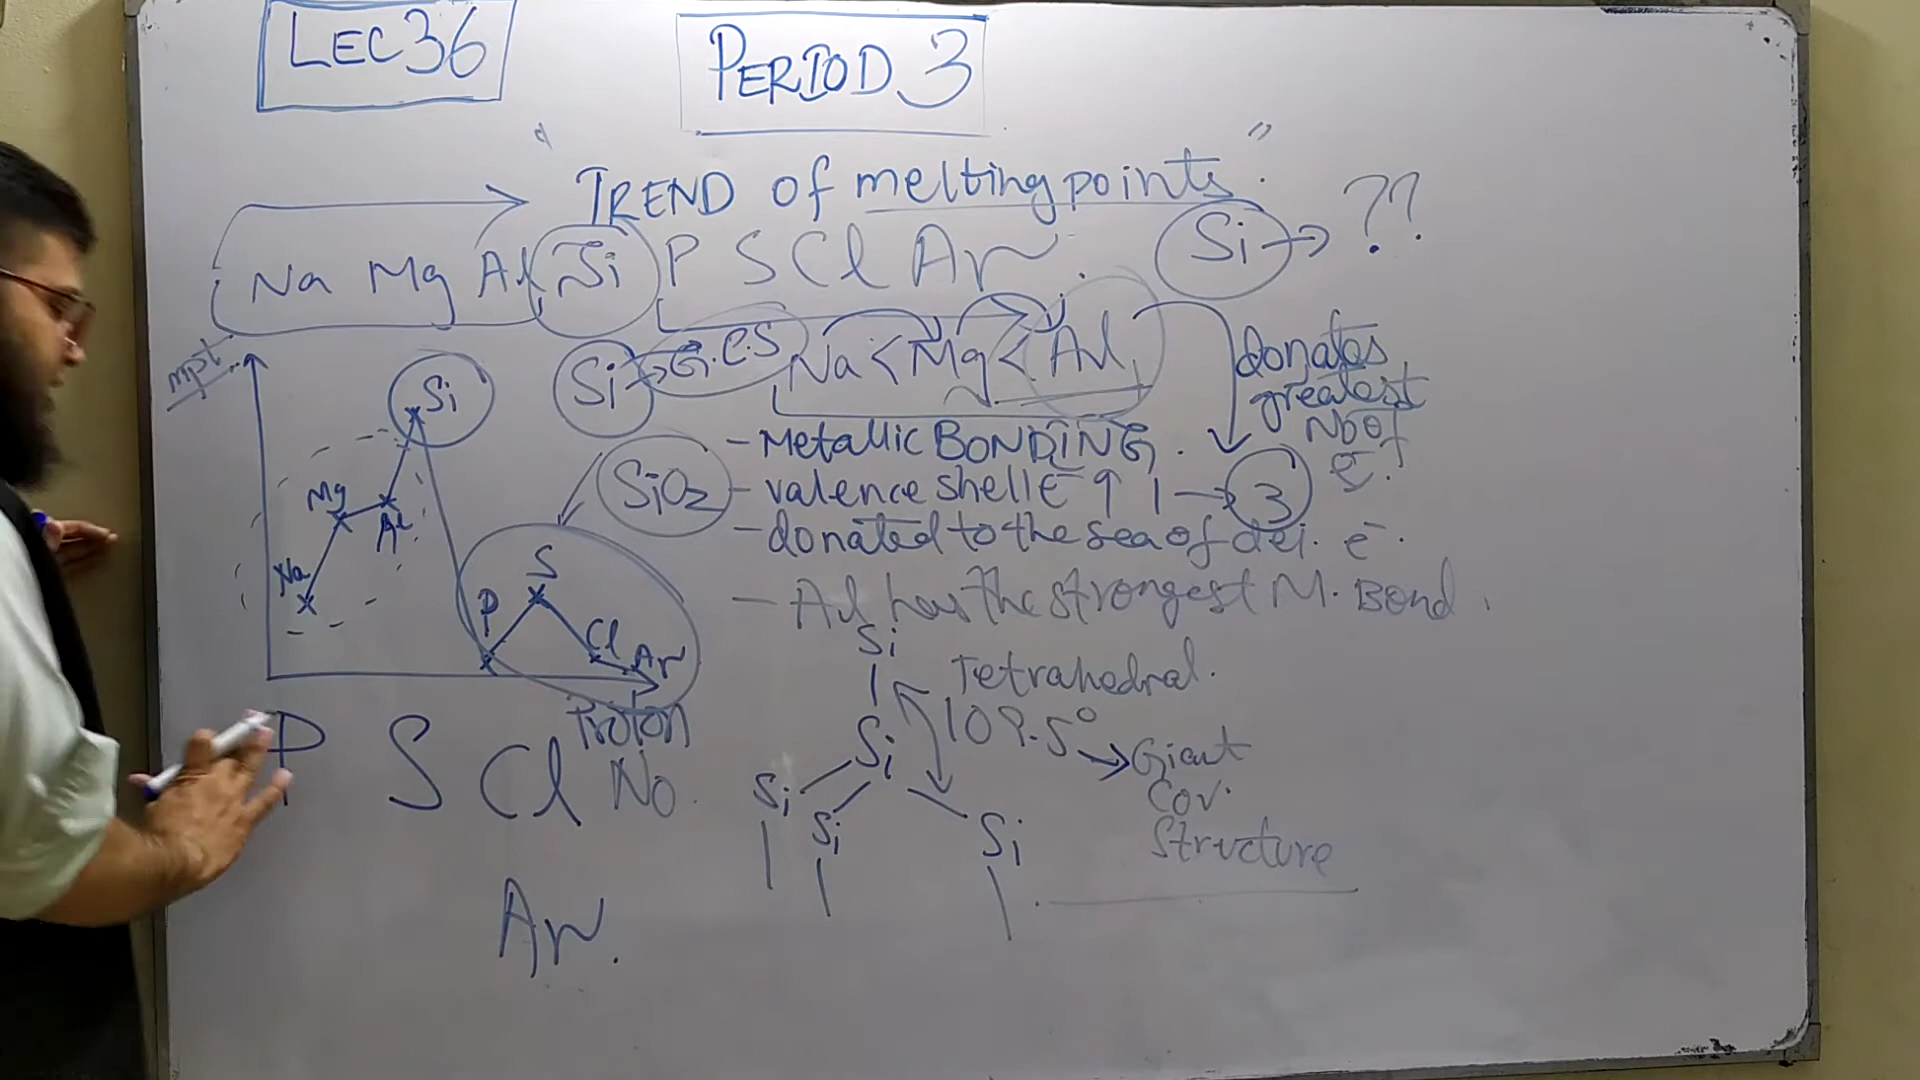 LEC 36
PERIOD 3
" TREND of melting points. "
Na Mg Al Si P S Cl Ar.
Si → ??
mpt.
Si
Mg
Al
Na
P
S
Cl
Ar
Proton
No.
Si → G.C.S
SiO2
Na < Mg < Al
donates
greatest
No of
e-.
- Metallic BONDING.
- valence shell e- ↑ 1 → 3
- donated to the sea of del. e-.
- Al has the strongest M. Bond.
Si
Tetrahedral.
Si
109.5°
→ Giant
Cov.
Structure
Si
Si
Si
P S Cl
Ar.